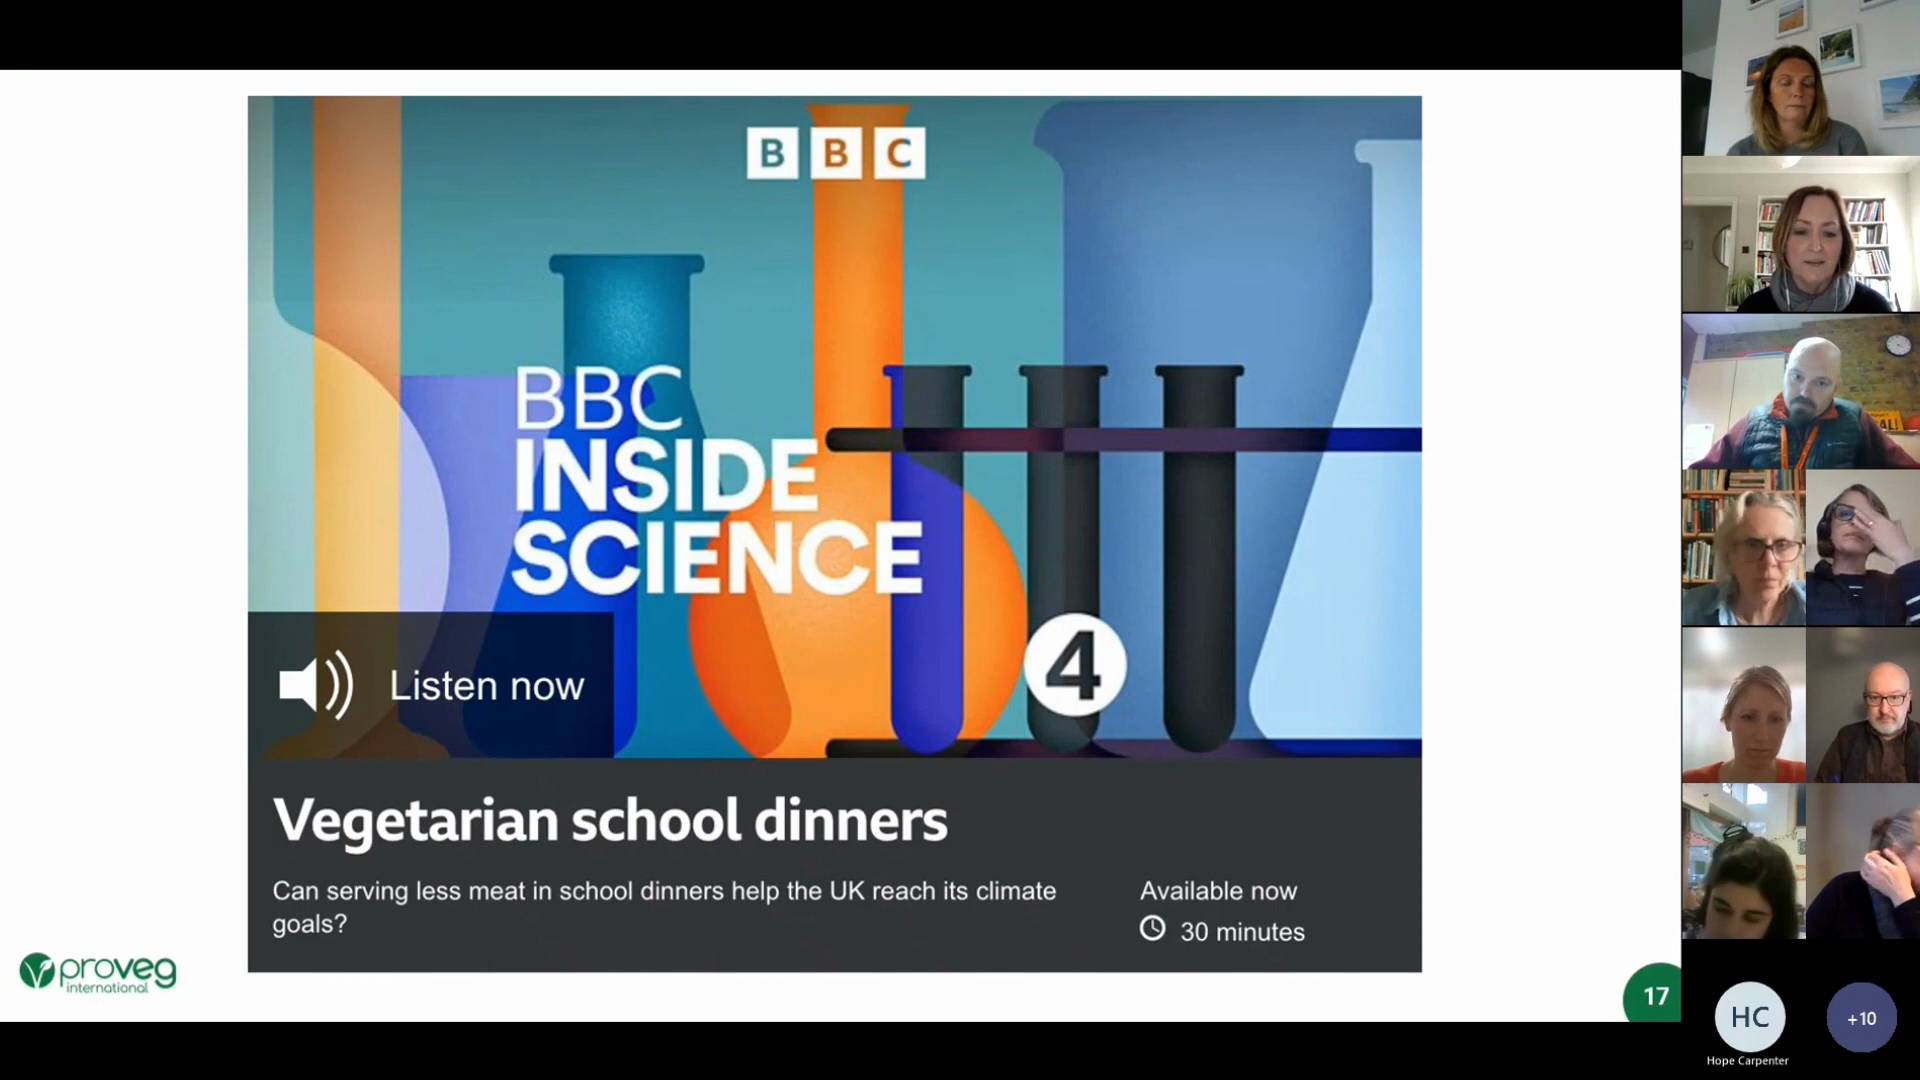 BBC
BBC
INSIDE
SCIENCE
4
Listen now
Vegetarian school dinners
Can serving less meat in school dinners help the UK reach its climate
goals?
Available now
30 minutes
proveg
international
17
AL!
HC
+10
Hope Carpenter